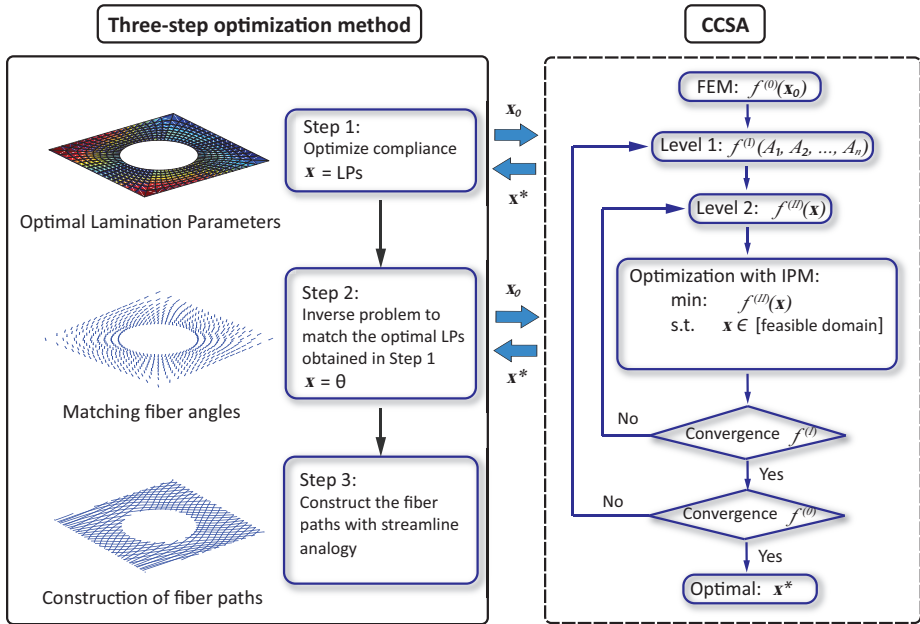 Three-step optimization method
Optimal Lamination Parameters
Step 1:
Optimize compliance
x = LPs
Matching fiber angles
Step 2:
Inverse problem to
match the optimal LPs
obtained in Step 1
x = θ
Construction of fiber paths
Step 3:
Construct the fiber
paths with streamline
analogy
x₀
x*
x₀
x*
CCSA
FEM: f⁽⁰⁾(x₀)
Level 1: f⁽ᴵ⁾(A₁, A₂, ..., Aₙ)
Level 2: f⁽ᴵᴵ⁾(x)
Optimization with IPM:
min: f⁽ᴵᴵ⁾(x)
s.t. x ∈ [feasible domain]
No
Convergence f⁽ᴵ⁾
Yes
No
Convergence f⁽⁰⁾
Yes
Optimal: x*